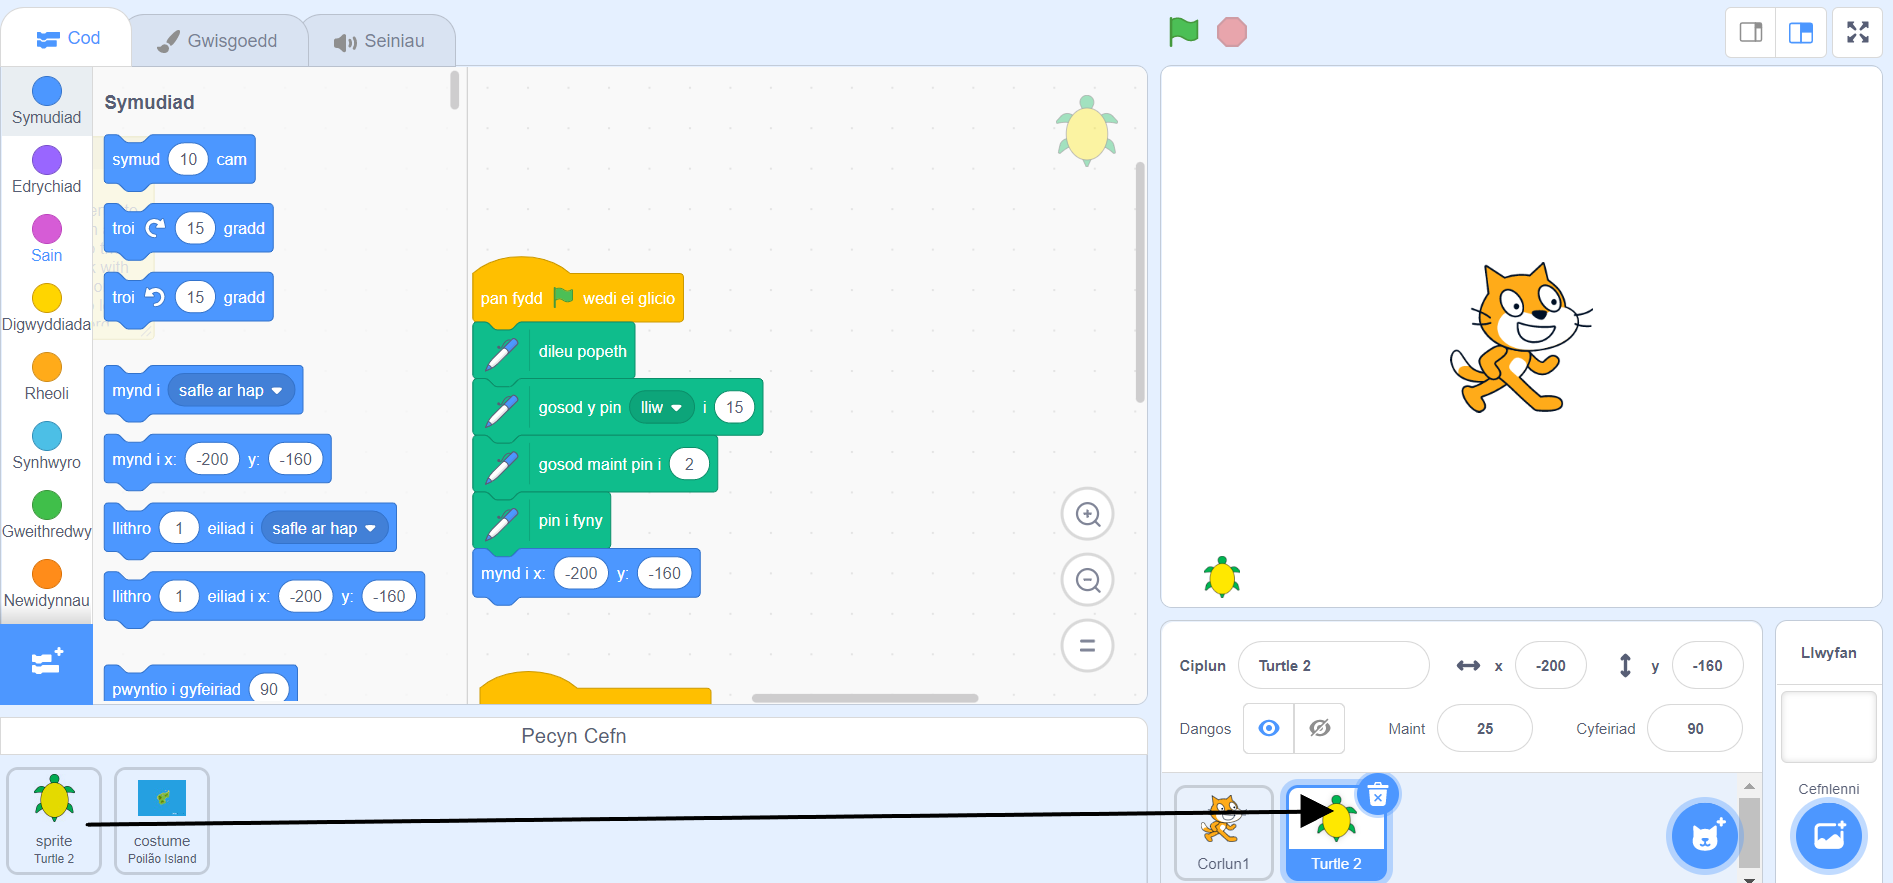 Cod
Gwisgoedd
Seiniau
Symudiad
Edrychiad
Sain
Digwyddiada
Rheoli
Synhwyro
Gweithredwy
Newidynnau
Symudiad
symud 10 cam
troi 15 gradd
troi 15 gradd
mynd i safle ar hap
mynd i x: -200 y: -160
llithro 1 eiliad i safle ar hap
llithro 1 eiliad i x: -200 y: -160
pwyntio i gyfeiriad 90
pan fydd wedi ei glicio
dileu popeth
gosod y pin lliw i 15
gosod maint pin i 2
pin i fyny
mynd i x: -200 y: -160
Ciplun Turtle 2 x -200 y -160
Dangos Maint 25 Cyfeiriad 90
Corlun1
Turtle 2
Llwyfan
Cefnlenni
Pecyn Cefn
sprite
Turtle 2
costume
Poilão Island